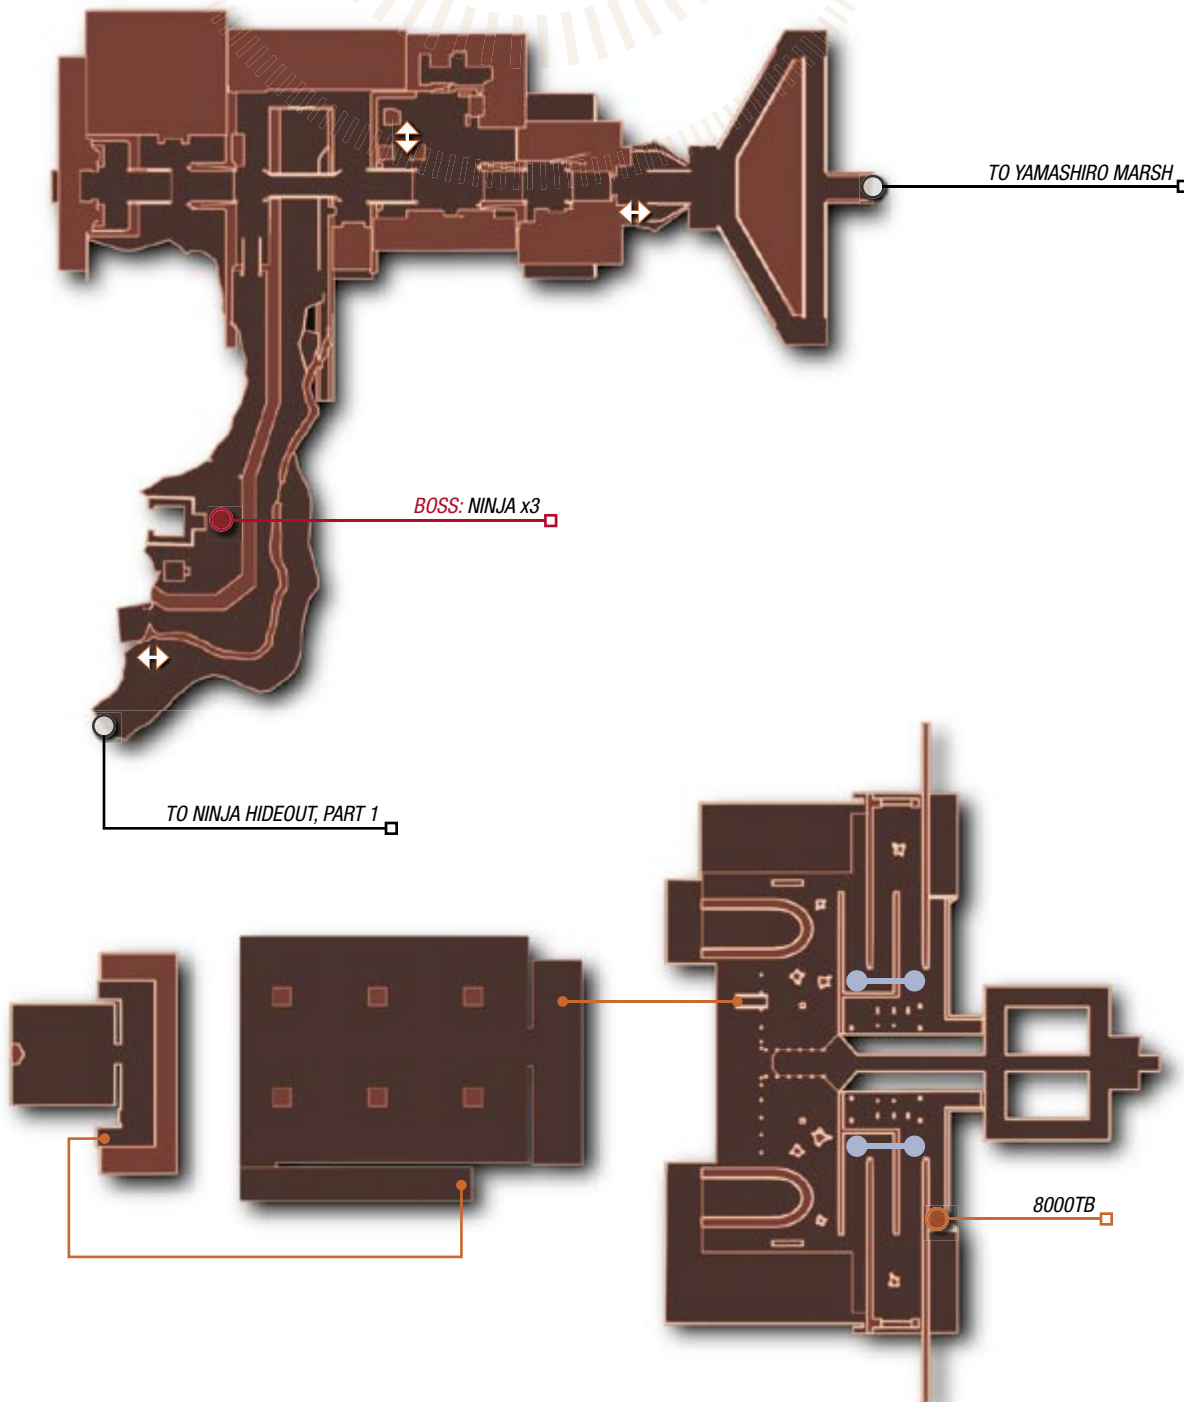 TO YAMASHIRO MARSH
BOSS: NINJA x3
TO NINJA HIDEOUT, PART 1
8000TB